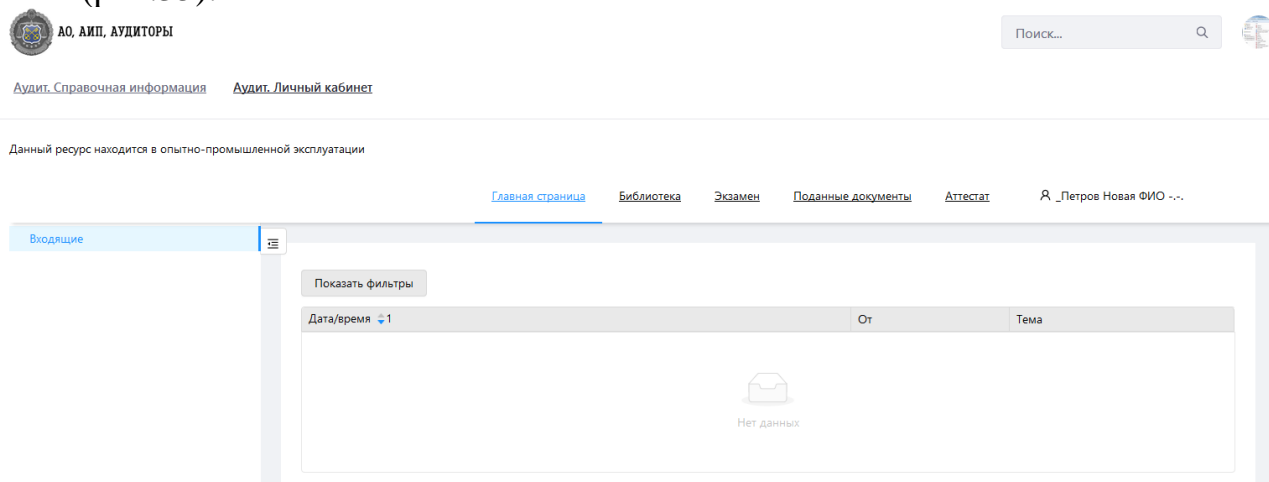 АО, АИП, АУДИТОРЫ
Поиск...
Аудит. Справочная информация Аудит. Личный кабинет
Данный ресурс находится в опытно-промышленной эксплуатации
Главная страница Библиотека Экзамен Поданные документы Аттестат _Петров Новая ФИО -.-.
Входящие
Показать фильтры
Дата/время 1 От Тема
Нет данных